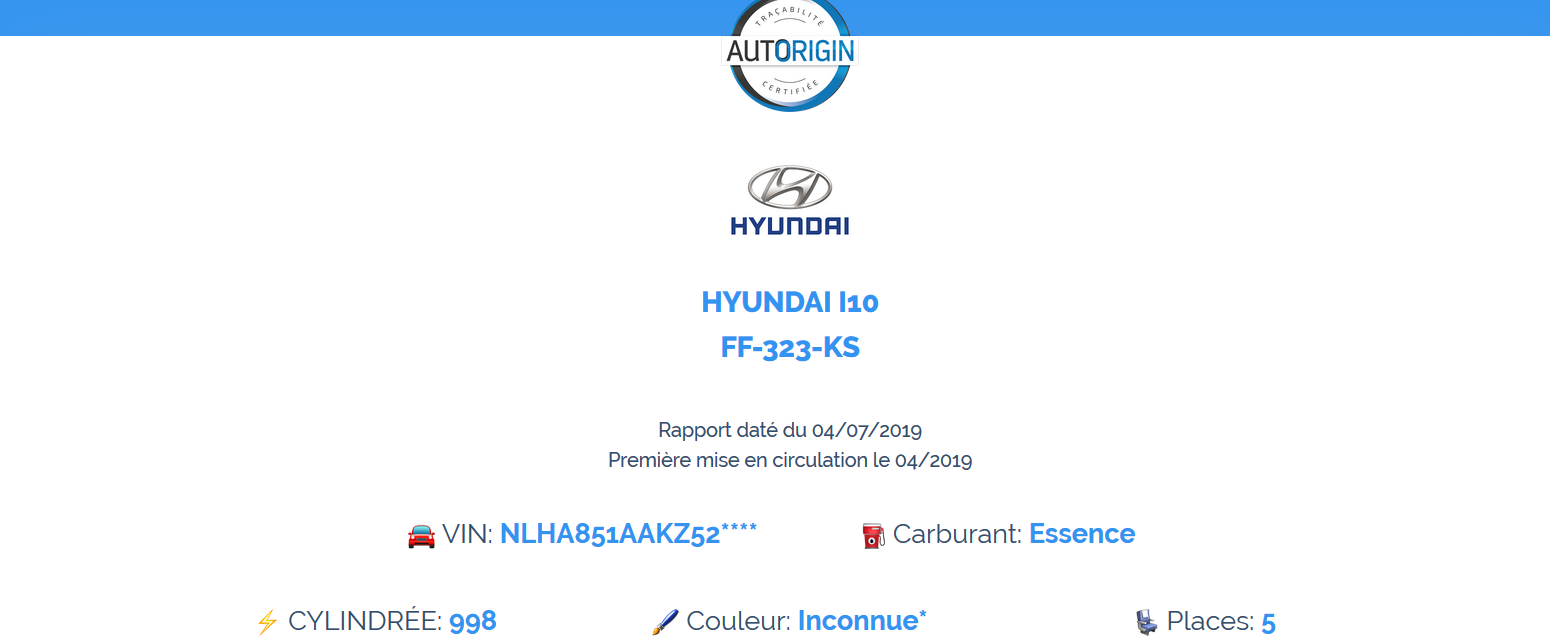 TRAÇABILITÉ
AUTORIGIN
CERTIFIÉE
HYUNDAI
HYUNDAI I10
FF-323-KS
Rapport daté du 04/07/2019
Première mise en circulation le 04/2019
VIN: NLHA851AAKZ52****
Carburant: Essence
CYLINDRÉE: 998
Couleur: Inconnue*
Places: 5